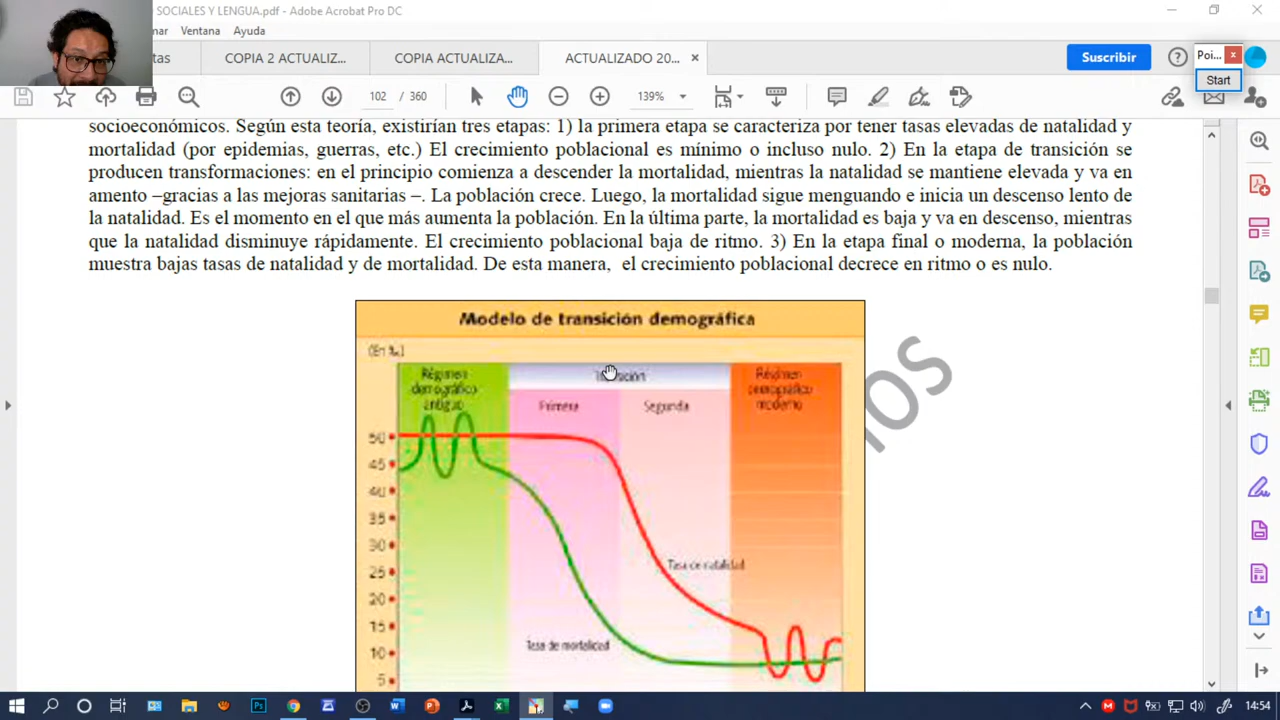 SOCIALES Y LENGUA.pdf - Adobe Acrobat Pro DC
mar Ventana Ayuda
tas COPIA 2 ACTUALIZ... COPIA ACTUALIZA... ACTUALIZADO 20... × Suscribir Poi... x
Start
102 / 360 139%
socioeconómicos. Según esta teoría, existirían tres etapas: 1) la primera etapa se caracteriza por tener tasas elevadas de natalidad y
mortalidad (por epidemias, guerras, etc.) El crecimiento poblacional es mínimo o incluso nulo. 2) En la etapa de transición se
producen transformaciones: en el principio comienza a descender la mortalidad, mientras la natalidad se mantiene elevada y va en
amento –gracias a las mejoras sanitarias –. La población crece. Luego, la mortalidad sigue menguando e inicia un descenso lento de
la natalidad. Es el momento en el que más aumenta la población. En la última parte, la mortalidad es baja y va en descenso, mientras
que la natalidad disminuye rápidamente. El crecimiento poblacional baja de ritmo. 3) En la etapa final o moderna, la población
muestra bajas tasas de natalidad y de mortalidad. De esta manera, el crecimiento poblacional decrece en ritmo o es nulo.
Modelo de transición demográfica
(En ‰)
Régimen
demográfico
antiguo
Transición
Primera Segunda
Régimen
demográfico
moderno
50
45
40
35
30
25
20
15
10
5
Tasa de natalidad
Tasa de mortalidad
14:54